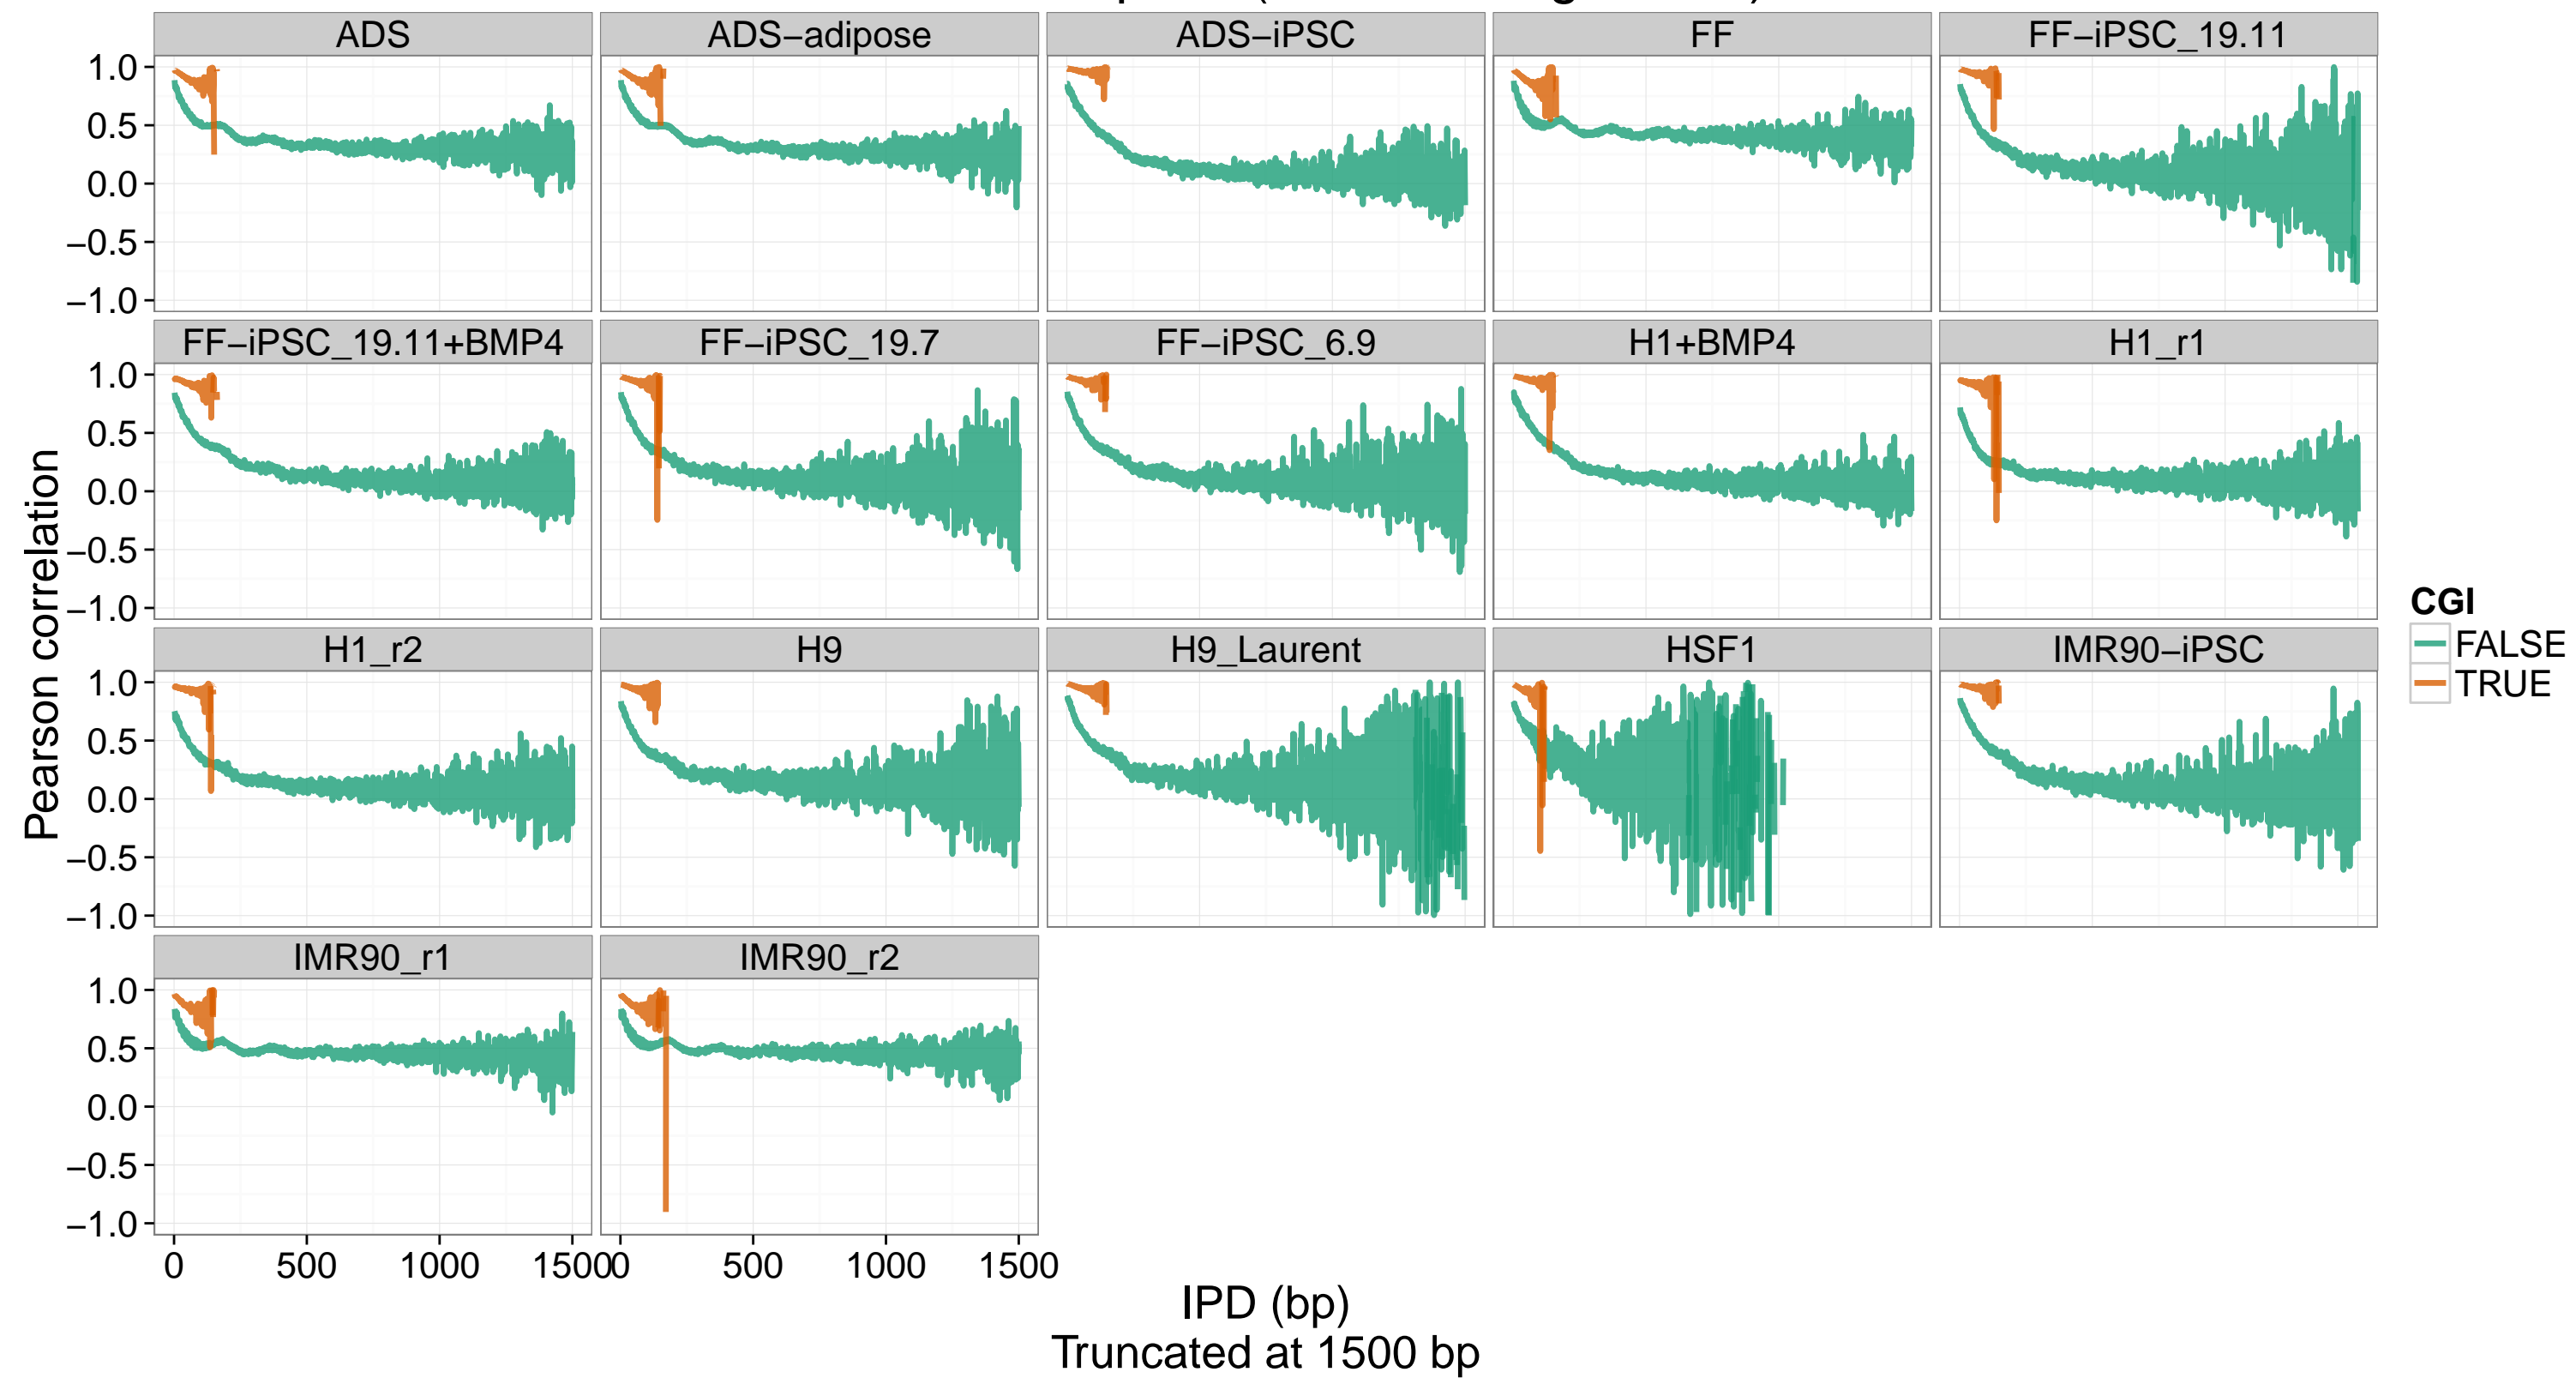 ADS ADS−adipose ADS−iPSC FF FF−iPSC_19.11
1.0
0.5
0.0
−0.5
−1.0
FF−iPSC_19.11+BMP4 FF−iPSC_19.7 FF−iPSC_6.9 H1+BMP4 H1_r1
1.0
0.5
0.0
−0.5
−1.0
H1_r2 H9 H9_Laurent HSF1 IMR90−iPSC
1.0
0.5
0.0
−0.5
−1.0
IMR90_r1 IMR90_r2
1.0
0.5
0.0
−0.5
−1.0
0 500 1000 1500 0 500 1000 1500
Pearson correlation
IPD (bp)
Truncated at 1500 bp
CGI
FALSE
TRUE